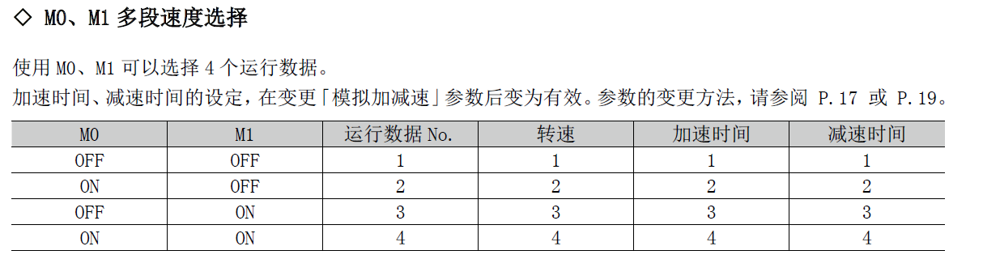 ◇ M0、M1 多段速度选择
使用 M0、M1 可以选择 4 个运行数据。
加速时间、减速时间的设定，在变更「模拟加减速」参数后变为有效。参数的变更方法，请参阅 P.17 或 P.19。
M0 M1 运行数据 No. 转速 加速时间 减速时间
OFF OFF 1 1 1 1
ON OFF 2 2 2 2
OFF ON 3 3 3 3
ON ON 4 4 4 4